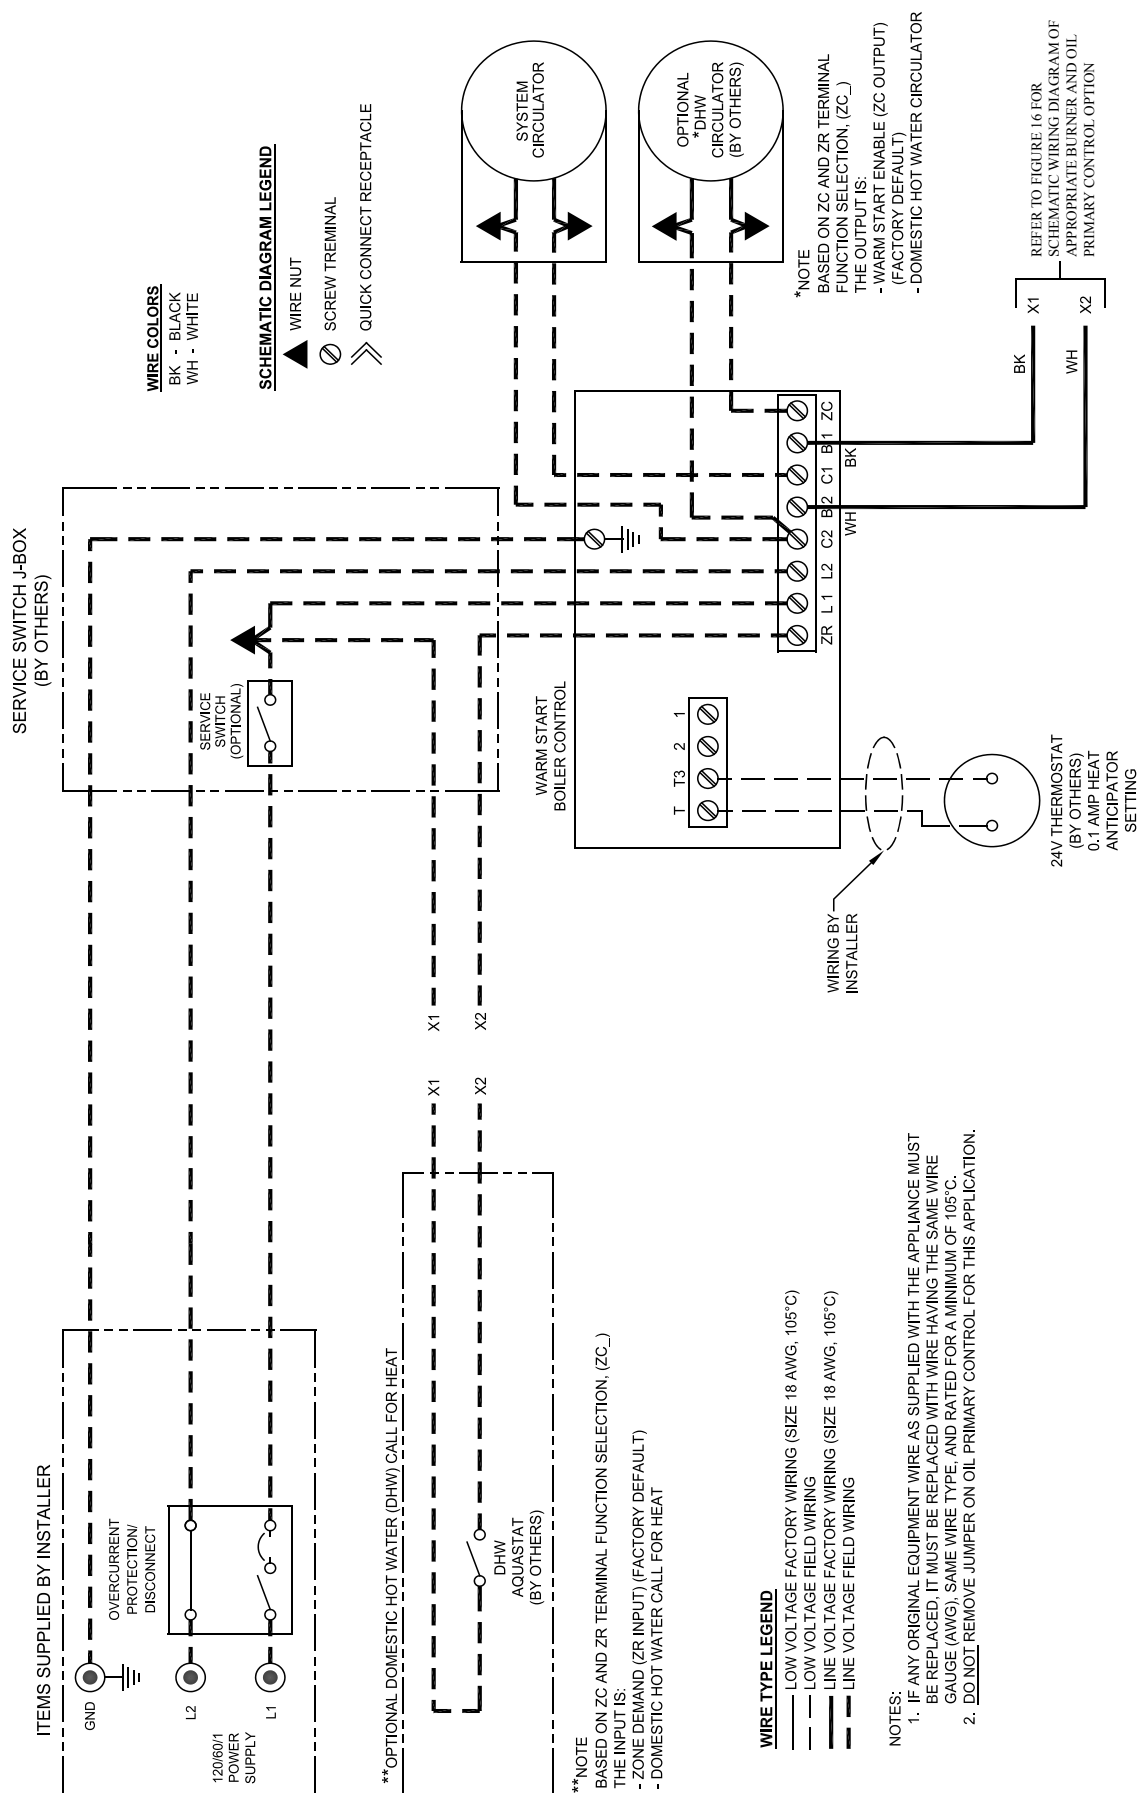 ITEMS SUPPLIED BY INSTALLER
OVERCURRENT
PROTECTION/
DISCONNECT
GND
L2
L1
120/60/1
POWER
SUPPLY
SERVICE SWITCH J-BOX
(BY OTHERS)
SERVICE
SWITCH
(OPTIONAL)
WIRE COLORS
BK - BLACK
WH - WHITE
SCHEMATIC DIAGRAM LEGEND
WIRE NUT
SCREW TREMINAL
QUICK CONNECT RECEPTACLE
**OPTIONAL DOMESTIC HOT WATER (DHW) CALL FOR HEAT
X1
X1
X2
X2
DHW
AQUASTAT
(BY OTHERS)
SYSTEM
CIRCULATOR
OPTIONAL
*DHW
CIRCULATOR
(BY OTHERS)
WARM START
BOILER CONTROL
T
T3
2
1
ZR
L1
L2
C2
B2
C1
B1
ZC
WH
BK
**NOTE
BASED ON ZC AND ZR TERMINAL FUNCTION SELECTION, (ZC_)
THE INPUT IS:
- ZONE DEMAND (ZR INPUT) (FACTORY DEFAULT)
- DOMESTIC HOT WATER CALL FOR HEAT
*NOTE
BASED ON ZC AND ZR TERMINAL
FUNCTION SELECTION, (ZC_)
THE OUTPUT IS:
- WARM START ENABLE (ZC OUTPUT)
(FACTORY DEFAULT)
- DOMESTIC HOT WATER CIRCULATOR
WIRE TYPE LEGEND
LOW VOLTAGE FACTORY WIRING (SIZE 18 AWG, 105°C)
LOW VOLTAGE FIELD WIRING
LINE VOLTAGE FACTORY WIRING (SIZE 18 AWG, 105°C)
LINE VOLTAGE FIELD WIRING
WIRING BY
INSTALLER
24V THERMOSTAT
(BY OTHERS)
0.1 AMP HEAT
ANTICIPATOR
SETTING
BK
WH
X1
X2
REFER TO FIGURE 16 FOR
SCHEMATIC WIRING DIAGRAM OF
APPROPRIATE BURNER AND OIL
PRIMARY CONTROL OPTION
NOTES:
1. IF ANY ORIGINAL EQUIPMENT WIRE AS SUPPLIED WITH THE APPLIANCE MUST
BE REPLACED, IT MUST BE REPLACED WITH WIRE HAVING THE SAME WIRE
GAUGE (AWG), SAME WIRE TYPE, AND RATED FOR A MINIMUM OF 105°C.
2. DO NOT REMOVE JUMPER ON OIL PRIMARY CONTROL FOR THIS APPLICATION.